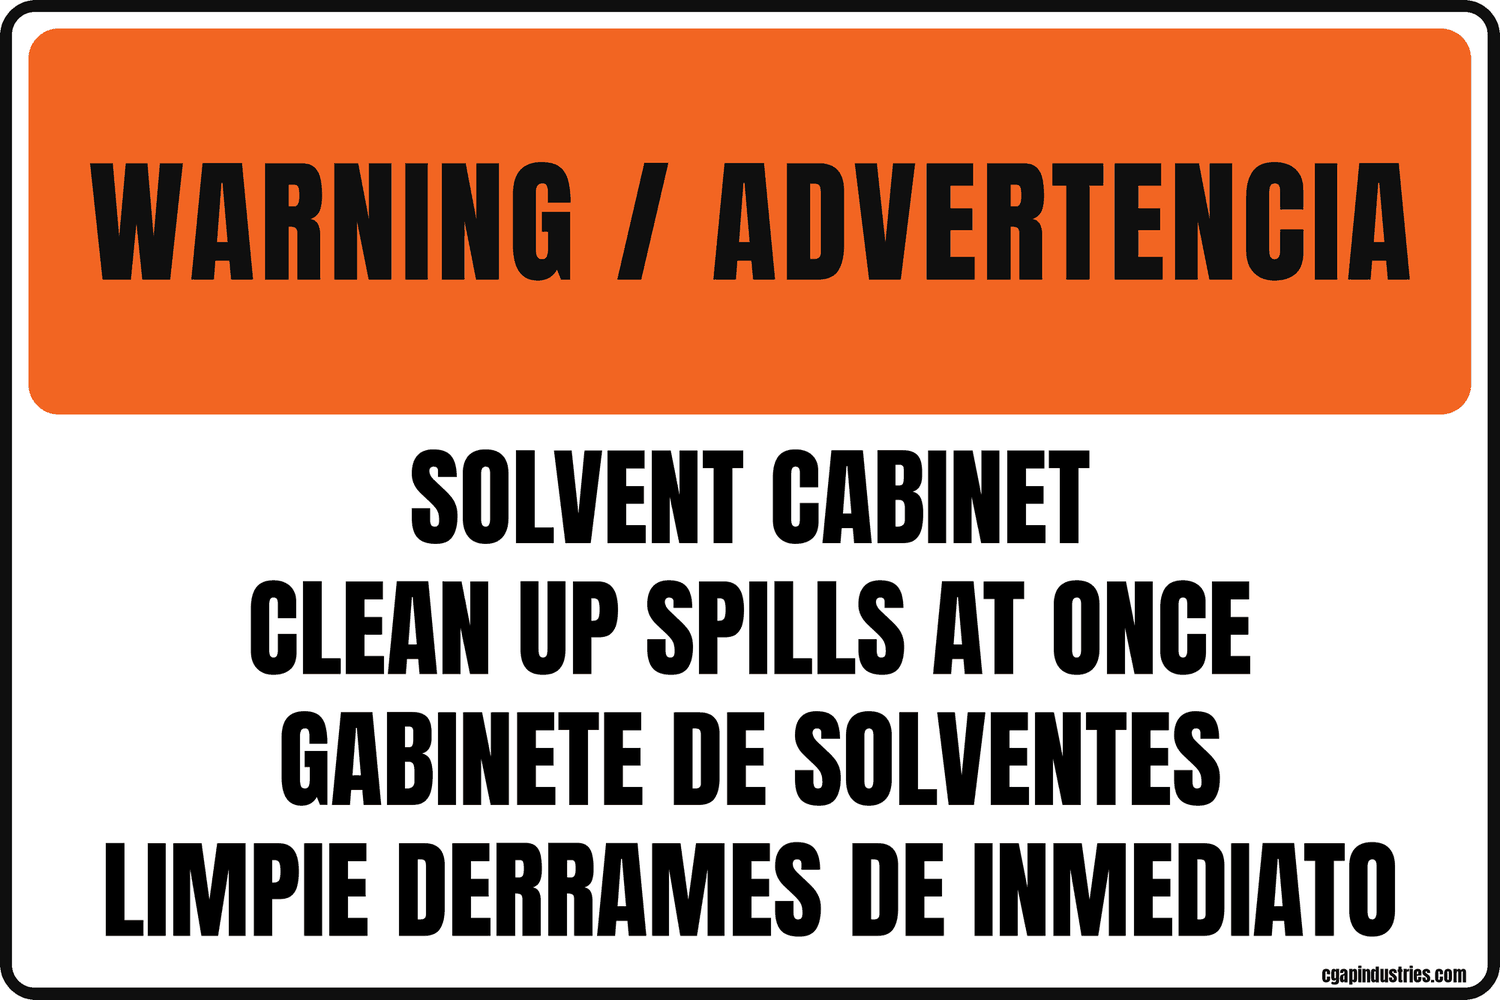 WARNING / ADVERTENCIA
SOLVENT CABINET
CLEAN UP SPILLS AT ONCE
GABINETE DE SOLVENTES
LIMPIE DERRAMES DE INMEDIATO
cgapindustries.com